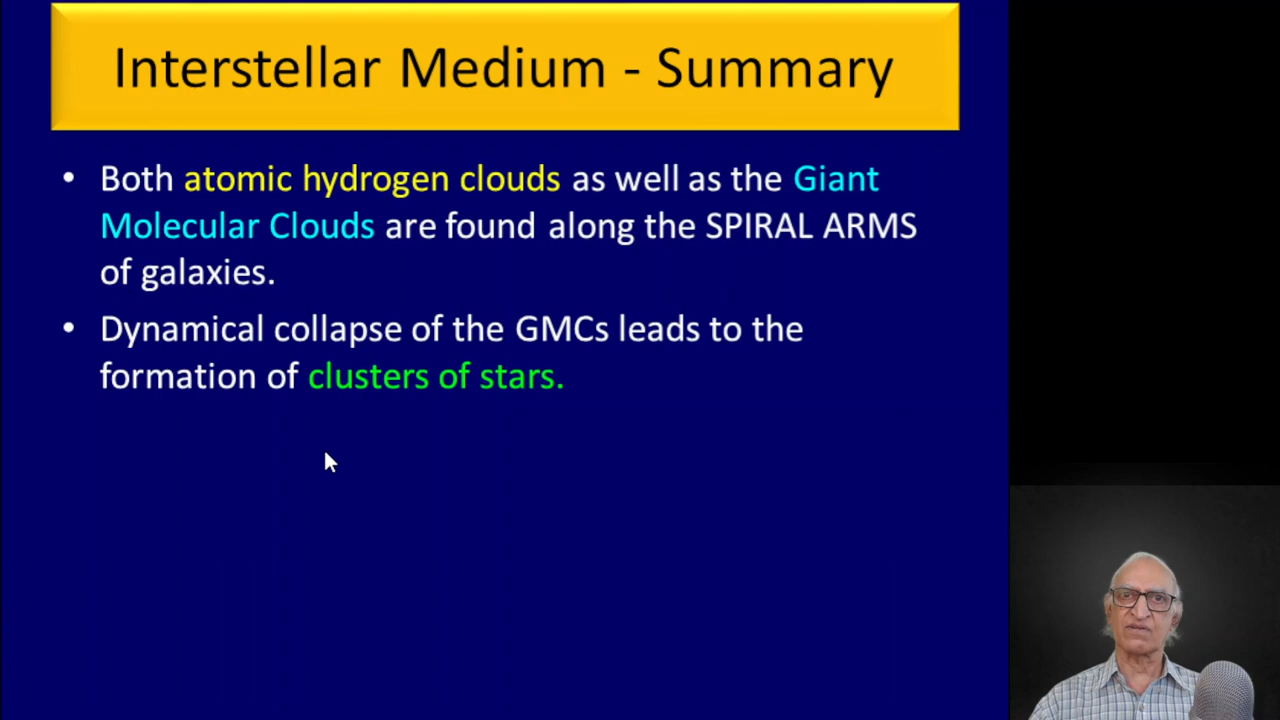 Interstellar Medium - Summary
• Both atomic hydrogen clouds as well as the Giant
Molecular Clouds are found along the SPIRAL ARMS
of galaxies.
• Dynamical collapse of the GMCs leads to the
formation of clusters of stars.